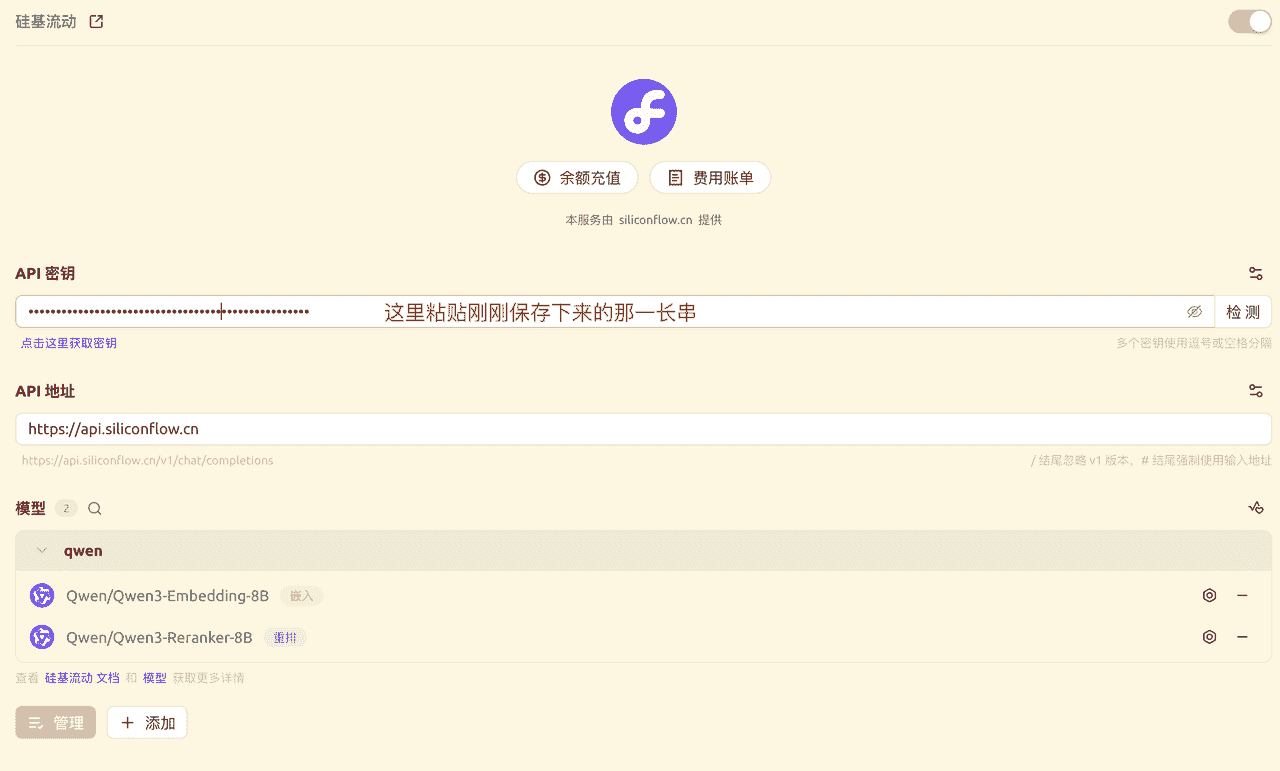 硅基流动
余额充值 费用账单
本服务由 siliconflow.cn 提供
API 密钥
••••••••••••••••••••••••••••••••••••••••••••••••••• 这里粘贴刚刚保存下来的那一长串 检测
点击这里获取密钥 多个密钥使用逗号或空格分隔
API 地址
https://api.siliconflow.cn
https://api.siliconflow.cn/v1/chat/completions / 结尾忽略 v1 版本，# 结尾强制使用输入地址
模型 2
qwen
Qwen/Qwen3-Embedding-8B 嵌入
Qwen/Qwen3-Reranker-8B 重排
查看 硅基流动 文档 和 模型 获取更多详情
管理 添加